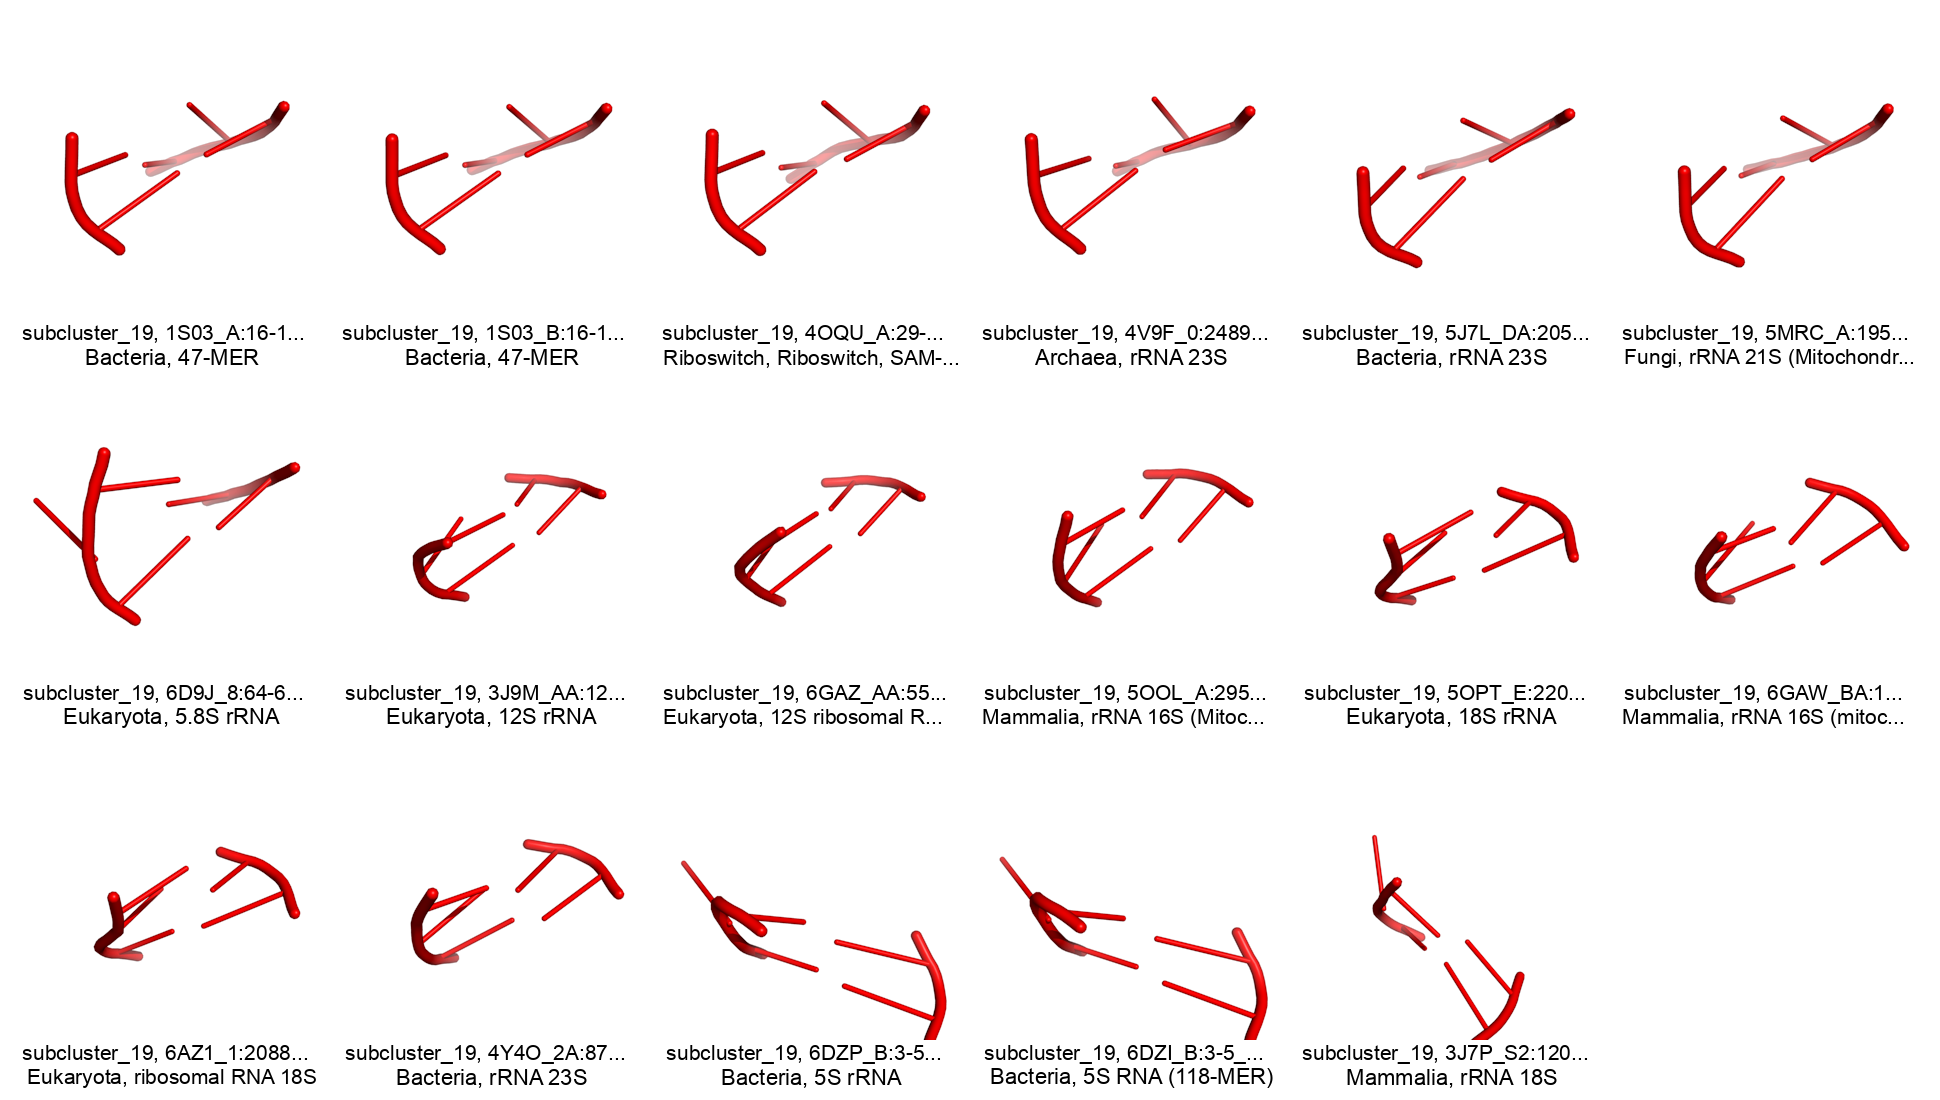 subcluster_19, 1S03_A:16-1...
Bacteria, 47-MER
subcluster_19, 1S03_B:16-1...
Bacteria, 47-MER
subcluster_19, 4OQU_A:29-...
Riboswitch, Riboswitch, SAM-...
subcluster_19, 4V9F_0:2489...
Archaea, rRNA 23S
subcluster_19, 5J7L_DA:205...
Bacteria, rRNA 23S
subcluster_19, 5MRC_A:195...
Fungi, rRNA 21S (Mitochondr...
subcluster_19, 6D9J_8:64-6...
Eukaryota, 5.8S rRNA
subcluster_19, 3J9M_AA:12...
Eukaryota, 12S rRNA
subcluster_19, 6GAZ_AA:55...
Eukaryota, 12S ribosomal R...
subcluster_19, 5OOL_A:295...
Mammalia, rRNA 16S (Mitoc...
subcluster_19, 5OPT_E:220...
Eukaryota, 18S rRNA
subcluster_19, 6GAW_BA:1...
Mammalia, rRNA 16S (mitoc...
subcluster_19, 6AZ1_1:2088...
Eukaryota, ribosomal RNA 18S
subcluster_19, 4Y4O_2A:87...
Bacteria, rRNA 23S
subcluster_19, 6DZP_B:3-5...
Bacteria, 5S rRNA
subcluster_19, 6DZI_B:3-5_...
Bacteria, 5S RNA (118-MER)
subcluster_19, 3J7P_S2:120...
Mammalia, rRNA 18S